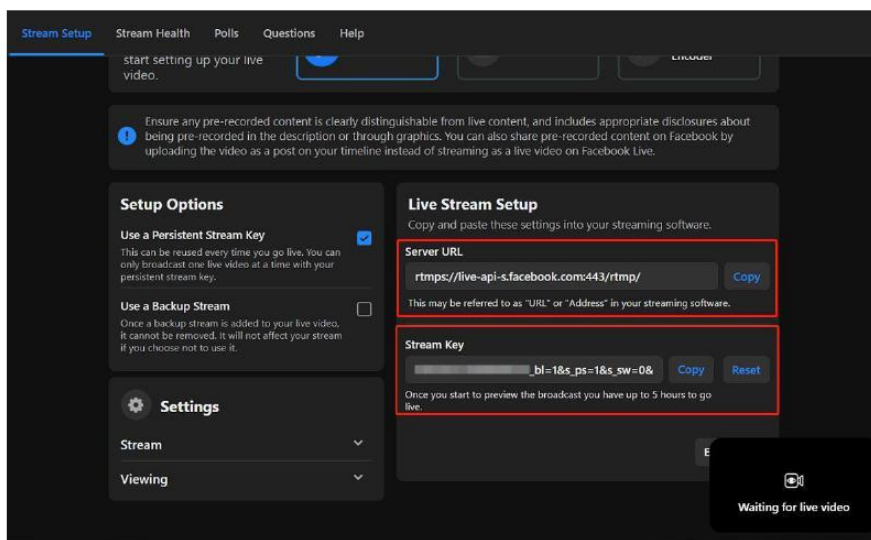 Stream Setup Stream Health Polls Questions Help
start setting up your live
video.
Encoder
Ensure any pre-recorded content is clearly distinguishable from live content, and includes appropriate disclosures about
being pre-recorded in the description or through graphics. You can also share pre-recorded content on Facebook by
uploading the video as a post on your timeline instead of streaming as a live video on Facebook Live.
Setup Options
Use a Persistent Stream Key
This can be reused every time you go live. You can
only broadcast one live video at a time with your
persistent stream key.
Use a Backup Stream
Once a backup stream is added to your live video,
it cannot be removed. It will not affect your stream
if you choose not to use it.
Settings
Stream
Viewing
Live Stream Setup
Copy and paste these settings into your streaming software.
Server URL
rtmps://live-api-s.facebook.com:443/rtmp/ Copy
This may be referred to as "URL" or "Address" in your streaming software.
Stream Key
_bl=1&s_ps=1&s_sw=0& Copy Reset
Once you start to preview the broadcast you have up to 5 hours to go
live.
Waiting for live video